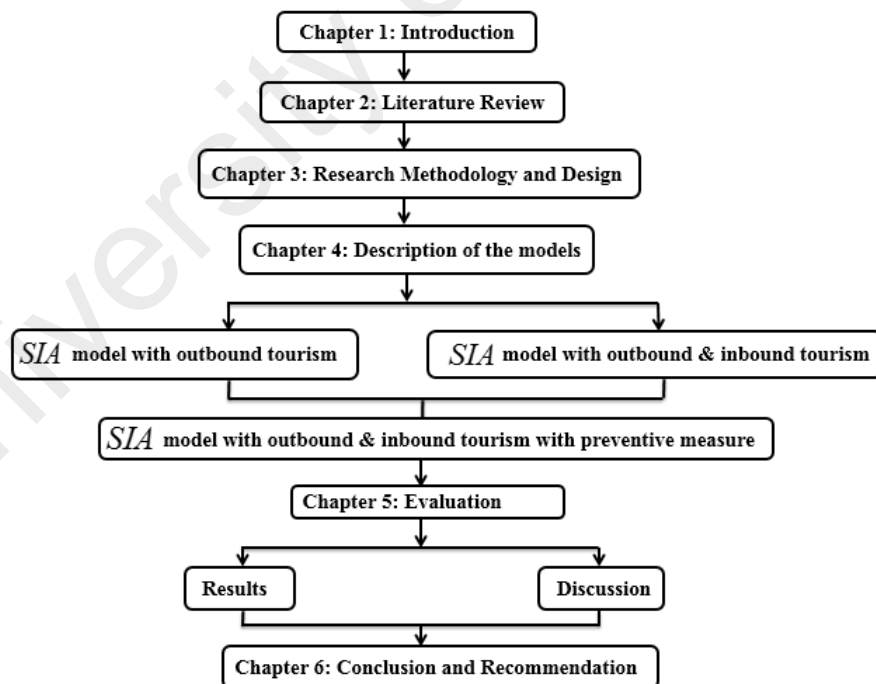 Chapter 1: Introduction
Chapter 2: Literature Review
Chapter 3: Research Methodology and Design
Chapter 4: Description of the models
SIA model with outbound tourism
SIA model with outbound & inbound tourism
SIA model with outbound & inbound tourism with preventive measure
Chapter 5: Evaluation
Results
Discussion
Chapter 6: Conclusion and Recommendation
University